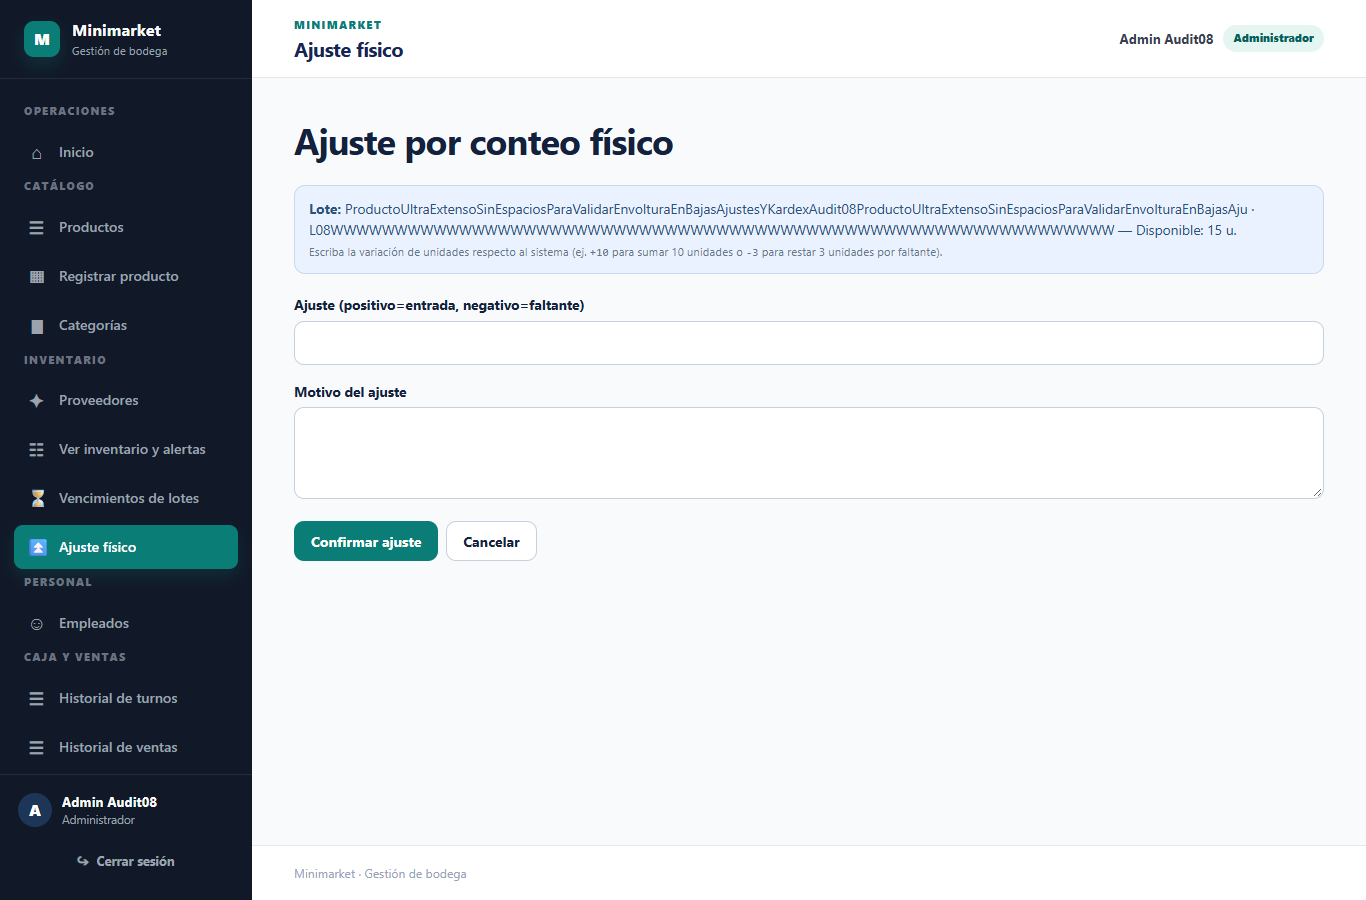 M
Minimarket
Gestión de bodega
OPERACIONES
Inicio
CATÁLOGO
Productos
Registrar producto
Categorías
INVENTARIO
Proveedores
Ver inventario y alertas
Vencimientos de lotes
Ajuste físico
PERSONAL
Empleados
CAJA Y VENTAS
Historial de turnos
Historial de ventas
A
Admin Audit08
Administrador
Cerrar sesión
MINIMARKET
Ajuste físico
Admin Audit08 Administrador
Ajuste por conteo físico
Lote: ProductoUltraExtensoSinEspaciosParaValidarEnvolturaEnBajasAjustesYKardexAudit08ProductoUltraExtensoSinEspaciosParaValidarEnvolturaEnBajasAju ·
L08WWWWWWWWWWWWWWWWWWWWWWWWWWWWWWWWWWWWWWWWWWWWWWWWWWWWWWWWWWWWW — Disponible: 15 u.
Escriba la variación de unidades respecto al sistema (ej. +10 para sumar 10 unidades o -3 para restar 3 unidades por faltante).
Ajuste (positivo=entrada, negativo=faltante)
Motivo del ajuste
Confirmar ajuste
Cancelar
Minimarket · Gestión de bodega